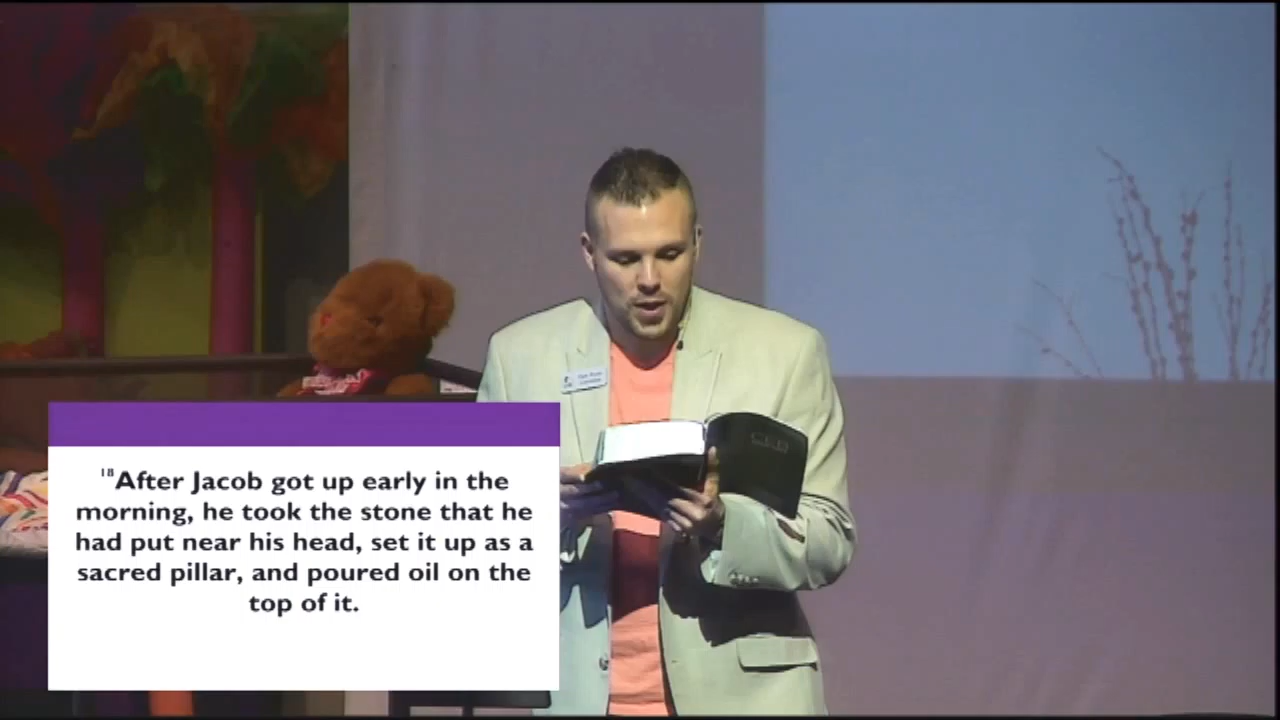 ¹⁸After Jacob got up early in the
morning, he took the stone that he
had put near his head, set it up as a
sacred pillar, and poured oil on the
top of it.